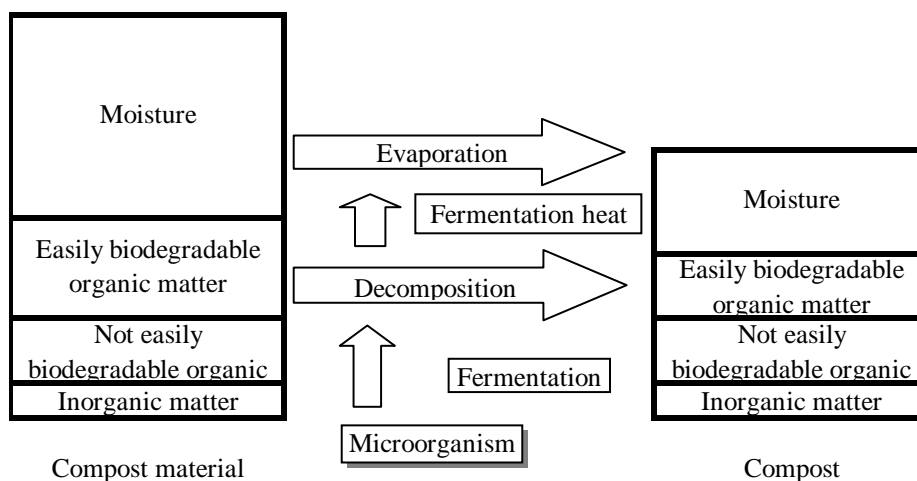 Moisture
Easily biodegradable
organic matter
Not easily
biodegradable organic
Inorganic matter
Compost material
Evaporation
Fermentation heat
Decomposition
Fermentation
Microorganism
Moisture
Easily biodegradable
organic matter
Not easily
biodegradable organic
Inorganic matter
Compost